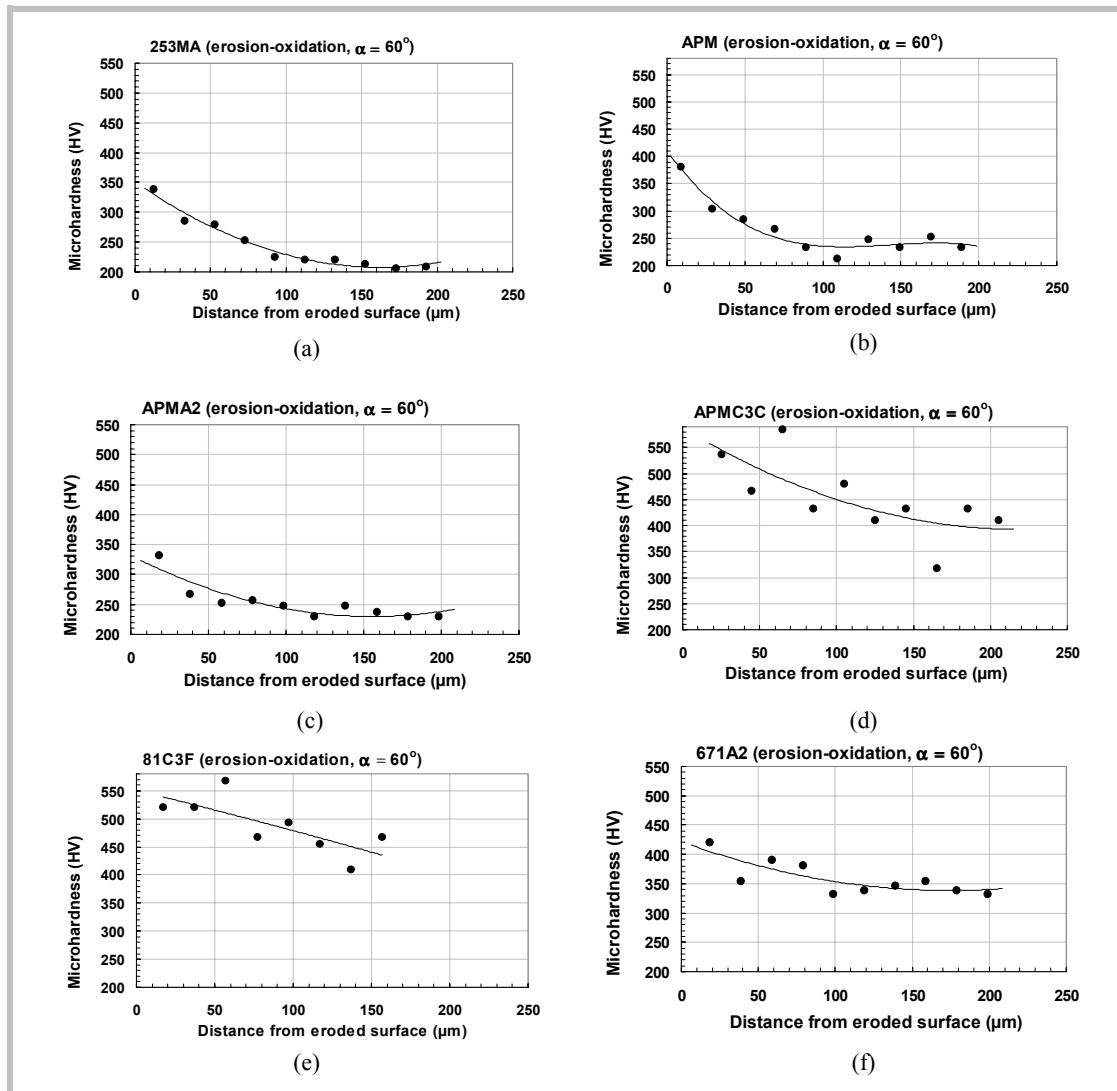 253MA (erosion-oxidation, α = 60°)
550
500
450
400
350
300
250
200
Microhardness (HV)
0 50 100 150 200 250
Distance from eroded surface (µm)
(a)
APM (erosion-oxidation, α = 60°)
550
500
450
400
350
300
250
200
Microhardness (HV)
0 50 100 150 200 250
Distance from eroded surface (µm)
(b)
APMA2 (erosion-oxidation, α = 60°)
550
500
450
400
350
300
250
200
Microhardness (HV)
0 50 100 150 200 250
Distance from eroded surface (µm)
(c)
APMC3C (erosion-oxidation, α = 60°)
550
500
450
400
350
300
250
200
Microhardness (HV)
0 50 100 150 200 250
Distance from eroded surface (µm)
(d)
81C3F (erosion-oxidation, α = 60°)
550
500
450
400
350
300
250
200
Microhardness (HV)
0 50 100 150 200 250
Distance from eroded surface (µm)
(e)
671A2 (erosion-oxidation, α = 60°)
550
500
450
400
350
300
250
200
Microhardness (HV)
0 50 100 150 200 250
Distance from eroded surface (µm)
(f)